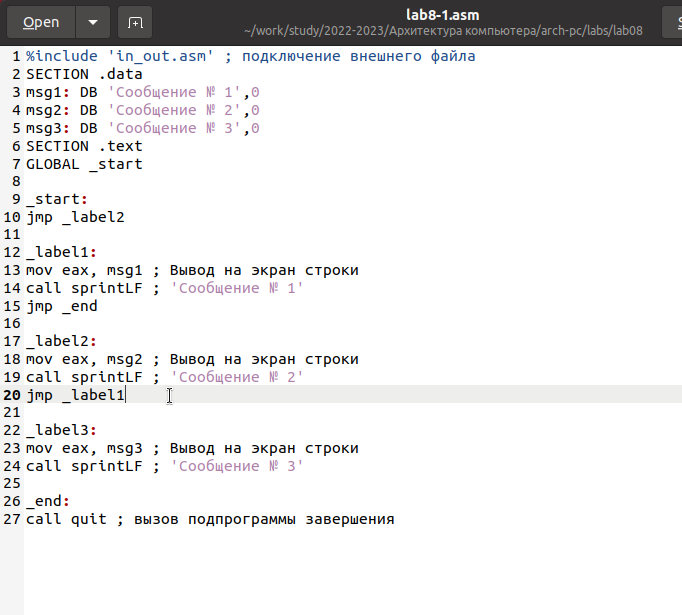 Open
lab8-1.asm
~/work/study/2022-2023/Архитектура компьютера/arch-pc/labs/lab08
1 %include 'in_out.asm' ; подключение внешнего файла
2 SECTION .data
3 msg1: DB 'Сообщение № 1',0
4 msg2: DB 'Сообщение № 2',0
5 msg3: DB 'Сообщение № 3',0
6 SECTION .text
7 GLOBAL _start
8
9 _start:
10 jmp _label2
11
12 _label1:
13 mov eax, msg1 ; Вывод на экран строки
14 call sprintLF ; 'Сообщение № 1'
15 jmp _end
16
17 _label2:
18 mov eax, msg2 ; Вывод на экран строки
19 call sprintLF ; 'Сообщение № 2'
20 jmp _label1
21
22 _label3:
23 mov eax, msg3 ; Вывод на экран строки
24 call sprintLF ; 'Сообщение № 3'
25
26 _end:
27 call quit ; вызов подпрограммы завершения